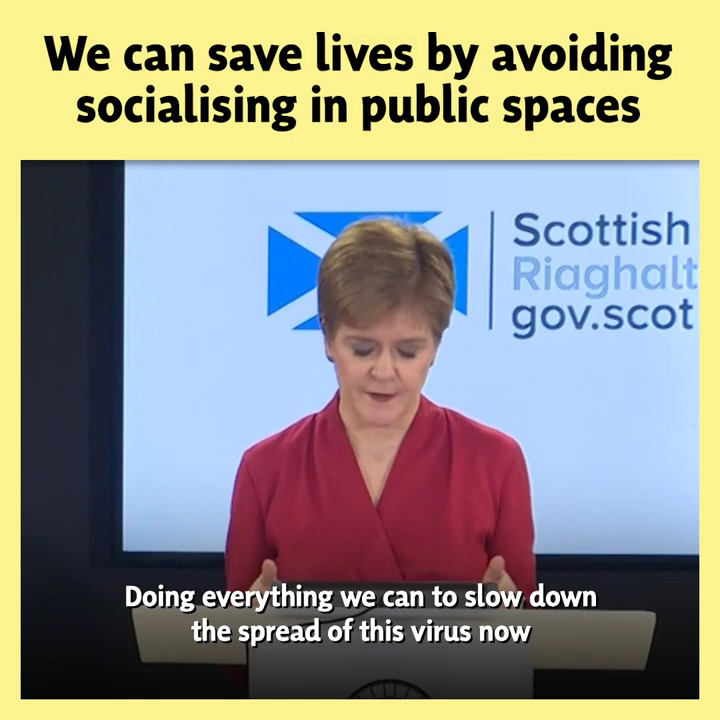 We can save lives by avoiding
socialising in public spaces
Scottish
Riaghalt
gov.scot
Doing everything we can to slow down
the spread of this virus now